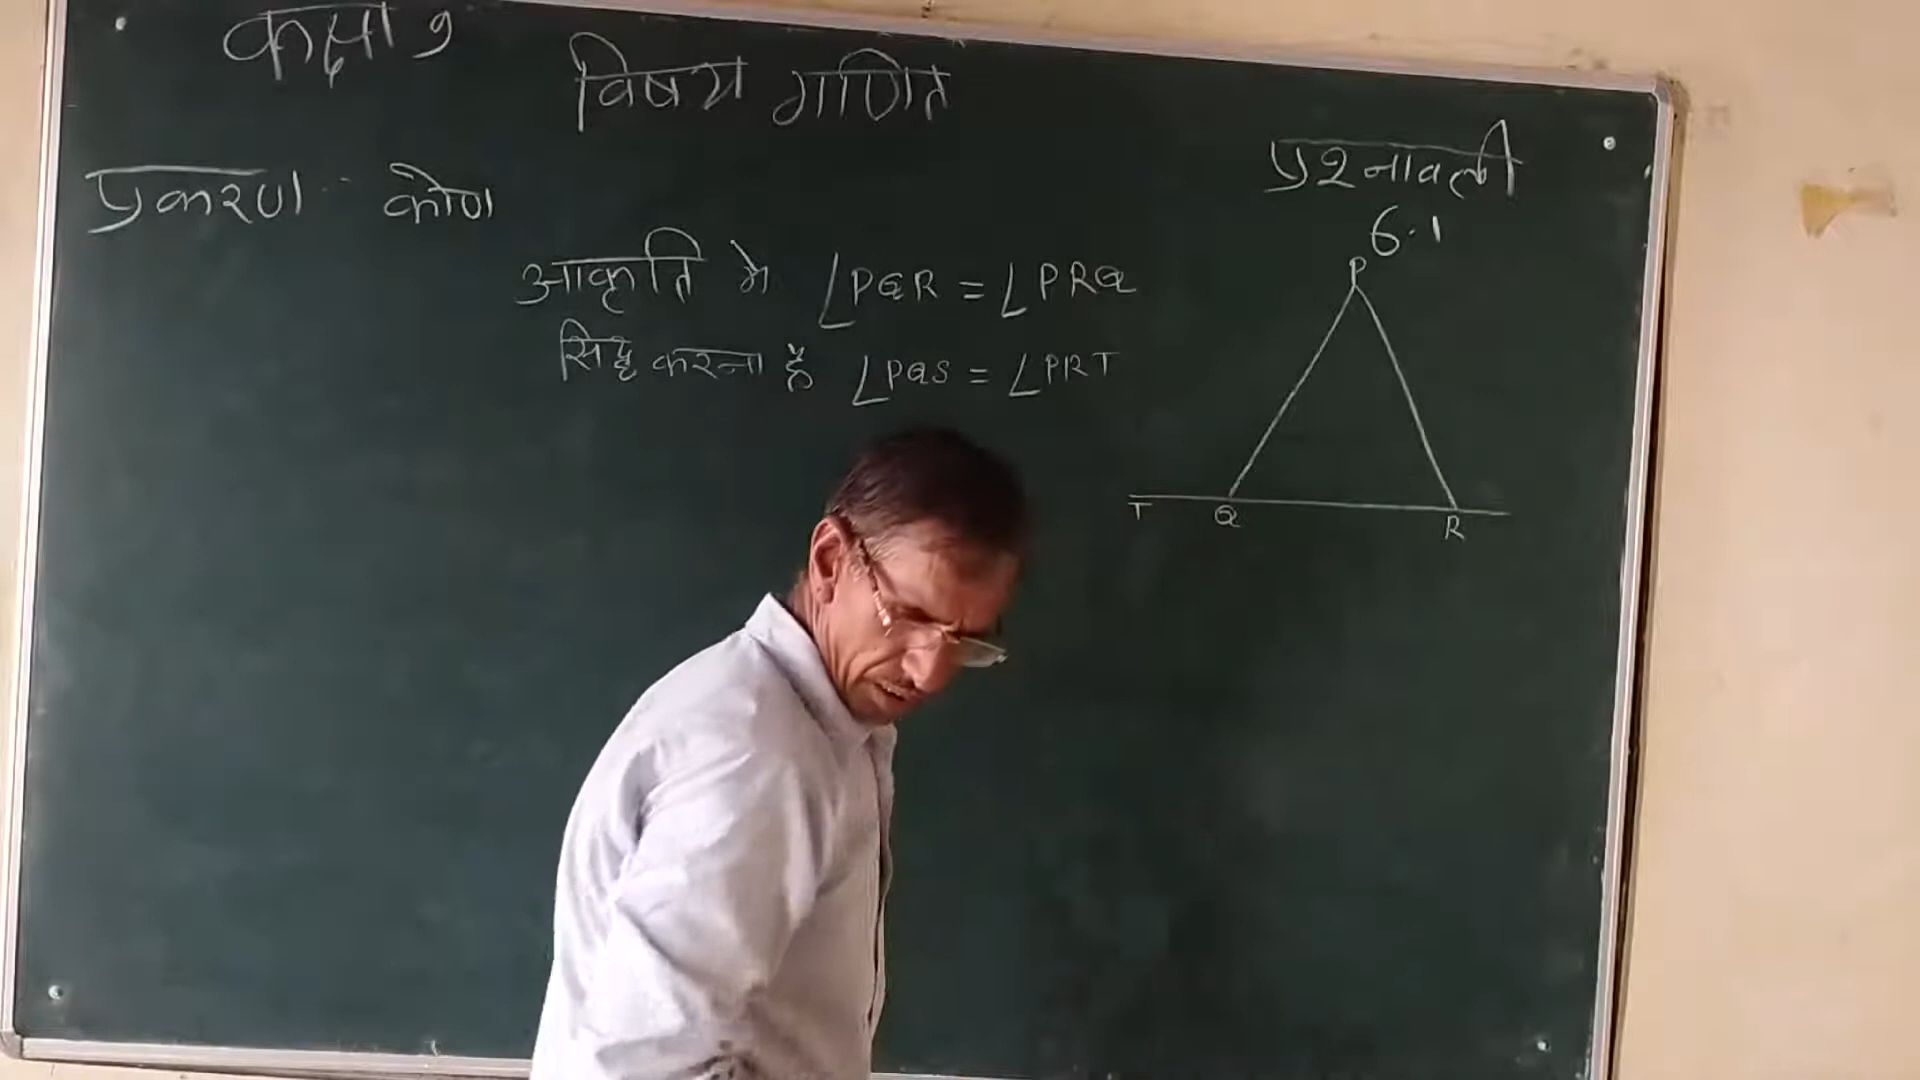 कक्षा 9
विषय गणित
प्रश्नावली
6.1
प्रकरण - कोण
आकृति मे ∠PQR = ∠PRQ
सिद्ध करना है ∠PQS = ∠PRT
P
T Q R